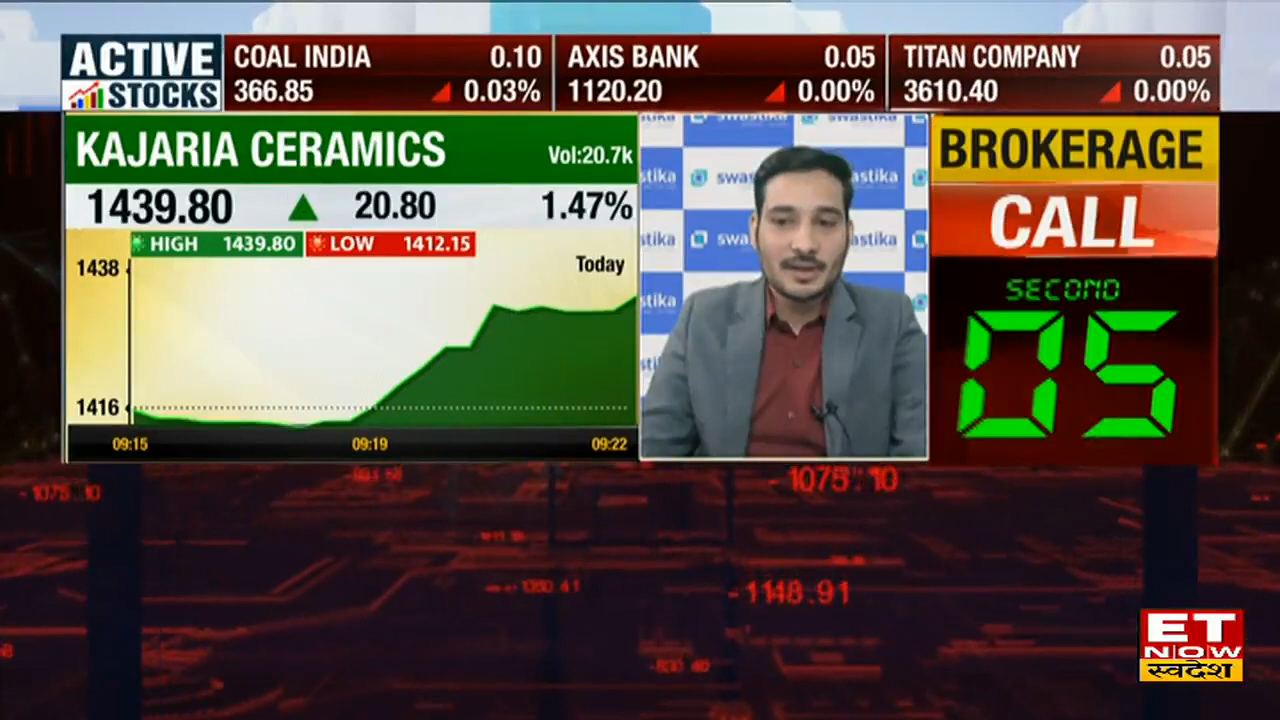 ACTIVE
STOCKS
COAL INDIA 0.10
366.85 0.03%
AXIS BANK 0.05
1120.20 0.00%
TITAN COMPANY 0.05
3610.40 0.00%
KAJARIA CERAMICS Vol:20.7k
1439.80 20.80 1.47%
HIGH 1439.80 LOW 1412.15
Today
1438
1416
09:15 09:19 09:22
swastika
BROKERAGE
CALL
SECOND
05
-1075.10
-1075.10
-1148.91
ET
NOW
स्वदेश